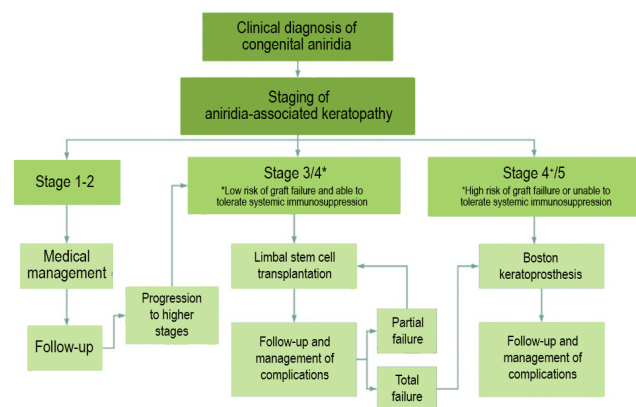 Clinical diagnosis of
congenital aniridia
Staging of
aniridia-associated keratopathy
Stage 1-2
Stage 3/4*
*Low risk of graft failure and able to
tolerate systemic immunosuppression
Stage 4⁺/5
⁺High risk of graft faillure or unable to
tolerate systemic immunosuppression
Medical
management
Follow-up
Progression
to higher
stages
Limbal stem cell
transplantation
Follow-up and
management of
complications
Partial
failure
Total
failure
Boston
keratoprosthesis
Follow-up and
management of
complications